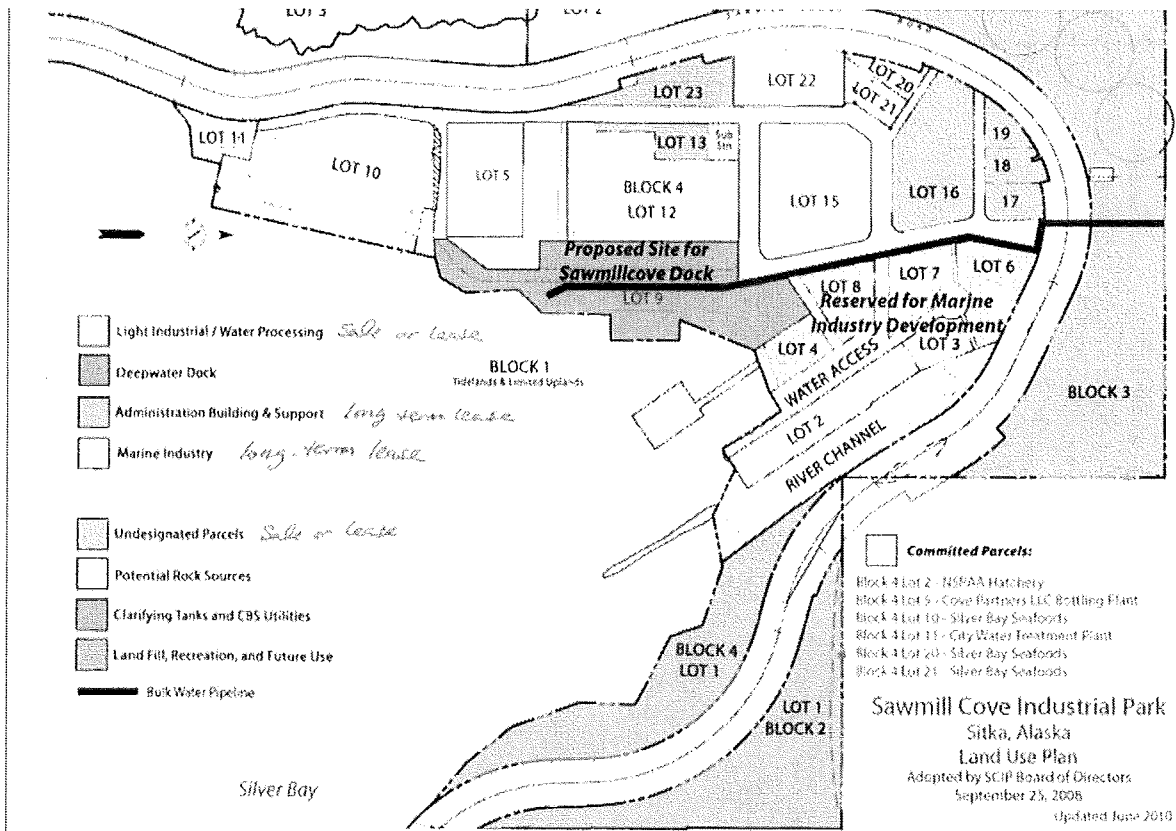 LOT 3
LOT 2
LOT 23
LOT 22
LOT 20
LOT 21
LOT 11
LOT 10
LOT 5
LOT 13
Sub
Stn
BLOCK 4
LOT 12
LOT 15
LOT 16
19
18
17
Proposed Site for
Sawmillcove Dock
LOT 9
LOT 8
LOT 7
LOT 6
Reserved for Marine
Industry Development
LOT 4
LOT 3
WATER ACCESS
LOT 2
RIVER CHANNEL
BLOCK 1
Tidelands & Limited Uplands
BLOCK 3
Light Industrial / Water Processing Sale or lease
Deepwater Dock
Administration Building & Support long term lease
Marine Industry long-term lease
Undesignated Parcels Sale or lease
Potential Rock Sources
Clarifying Tanks and CBS Utilities
Land Fill, Recreation, and Future Use
Bulk Water Pipeline
Committed Parcels:
Block 4 Lot 2 - NSRAA Hatchery
Block 4 Lot 5 - Cove Partners LLC Bottling Plant
Block 4 Lot 10 - Silver Bay Seafoods
Block 4 Lot 11 - City Water Treatment Plant
Block 4 Lot 20 - Silver Bay Seafoods
Block 4 Lot 21 - Silver Bay Seafoods
BLOCK 4
LOT 1
LOT 1
BLOCK 2
Silver Bay
Sawmill Cove Industrial Park
Sitka, Alaska
Land Use Plan
Adopted by SCIP Board of Directors
September 25, 2008
Updated June 2010